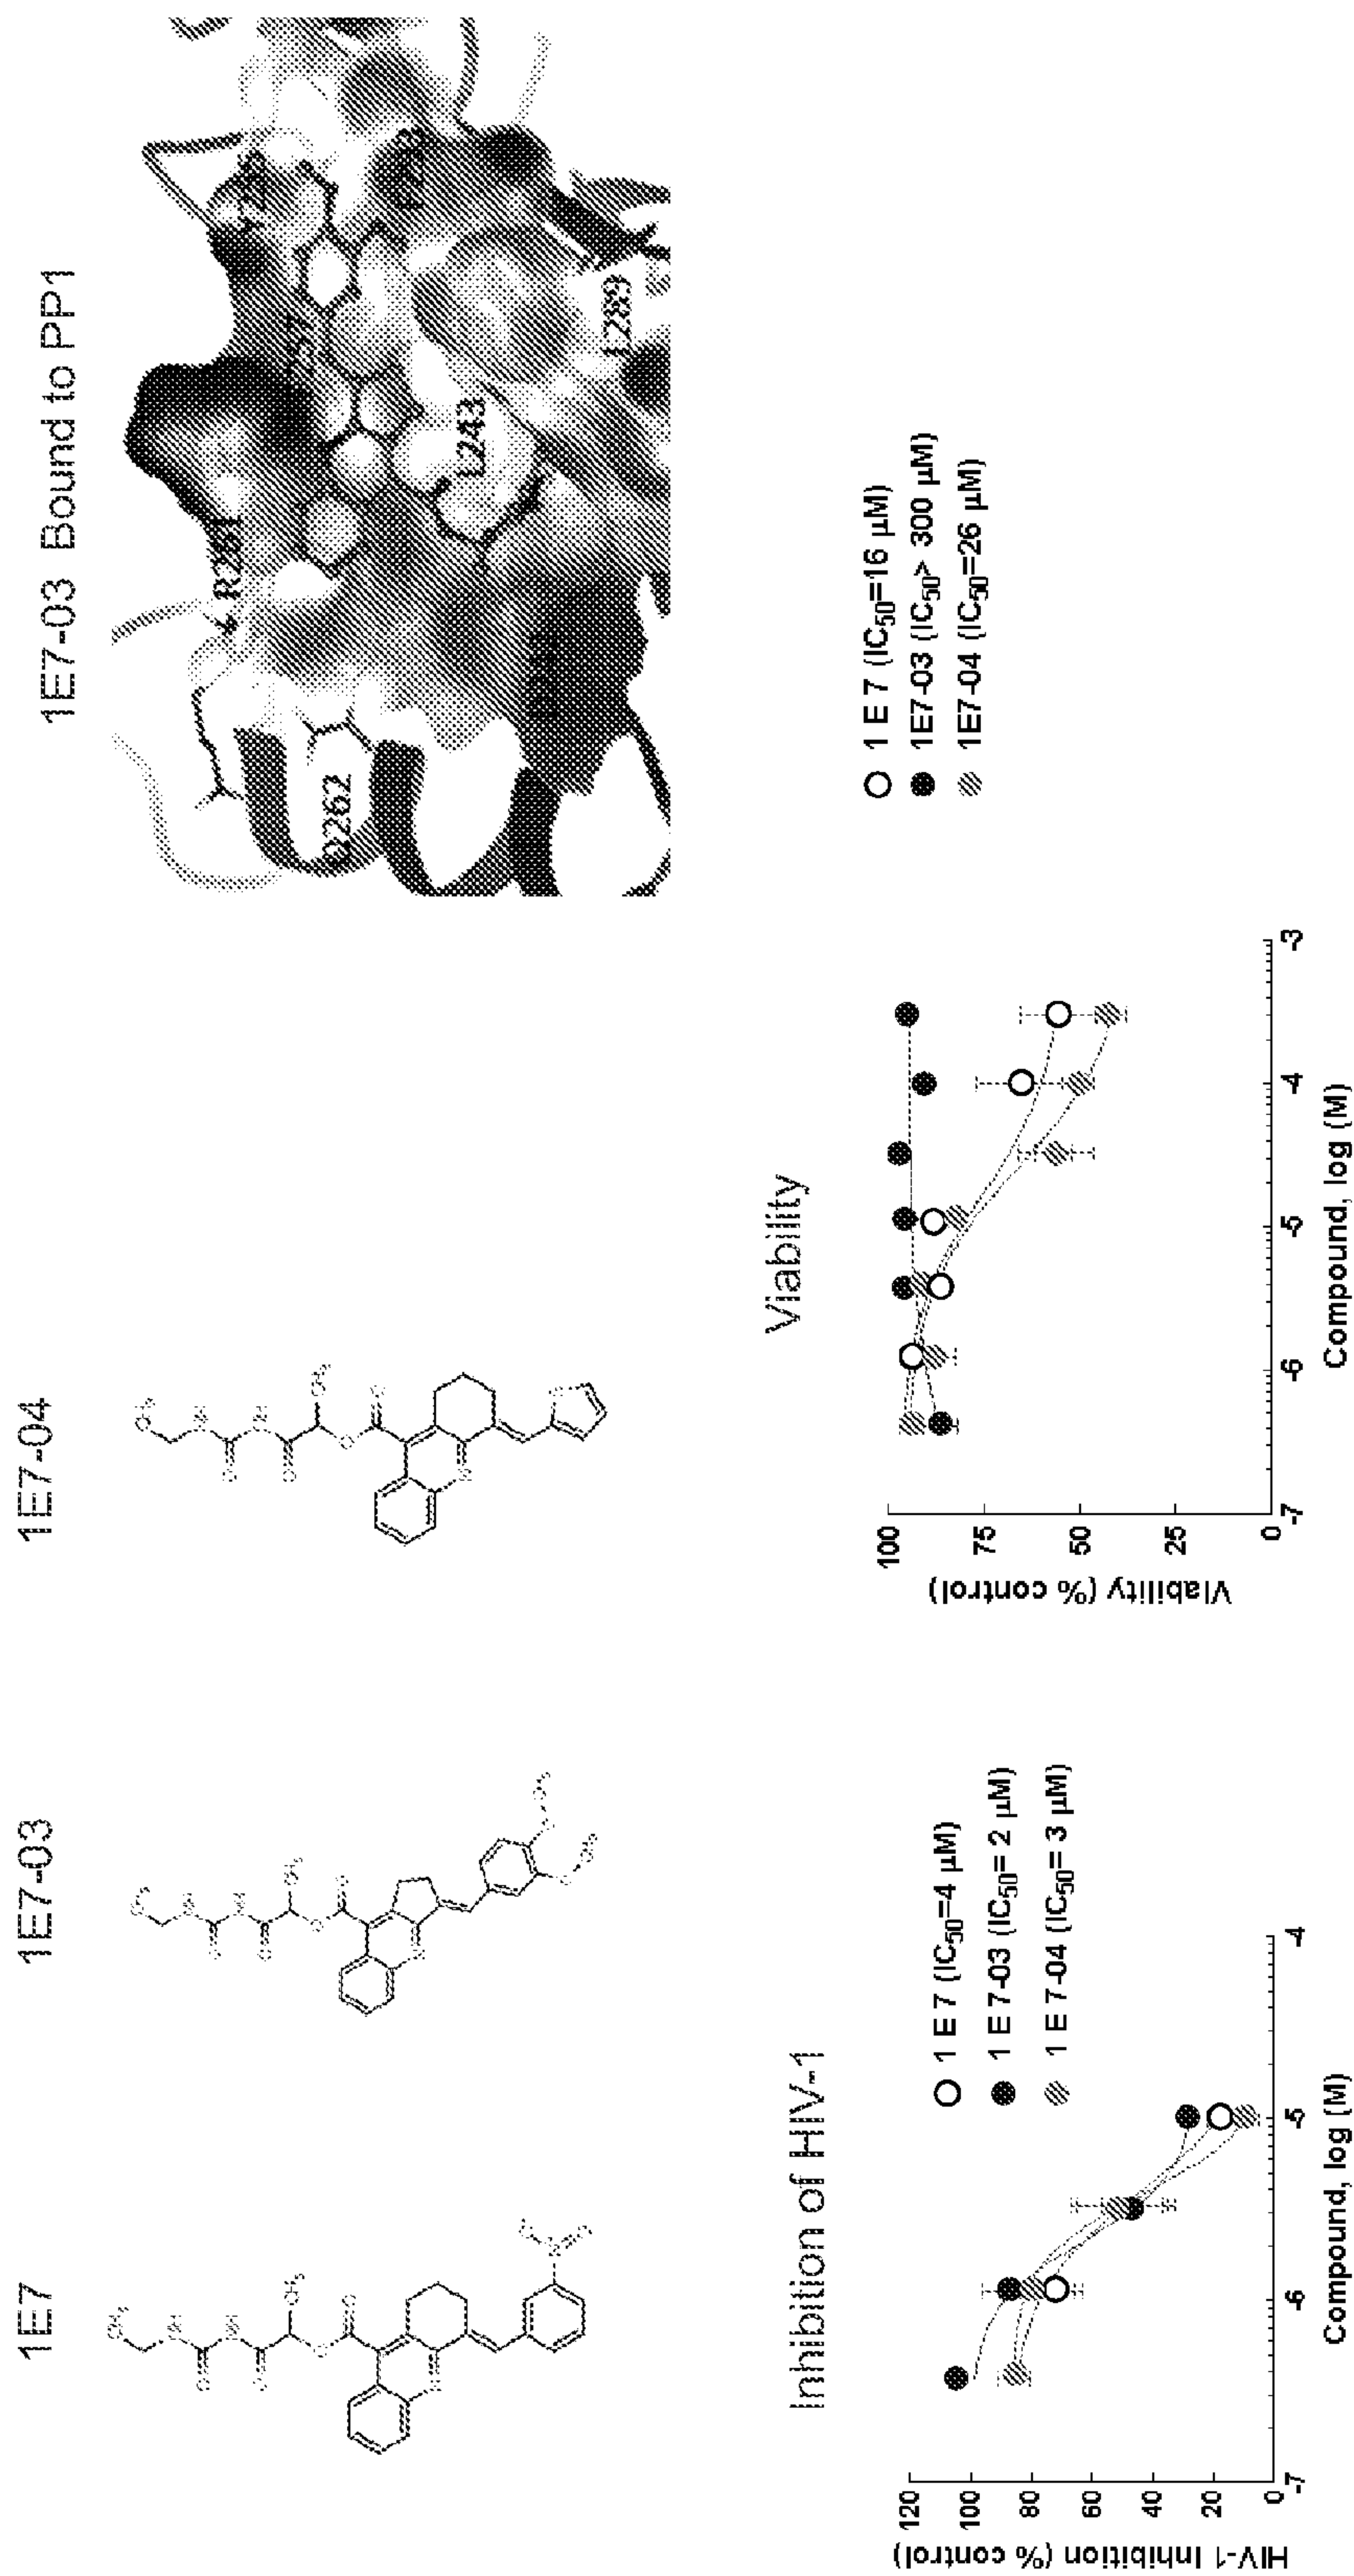 1E7
1E7-03
1E7-04
1E7-03 Bound to PP1
Q262
R261
L243
L289
Inhibition of HIV-1
HIV-1 Inhibition (% control)
120
100
80
60
40
20
0
-7
-6
-5
-4
Compound, log (M)
1 E 7 (IC50=4 µM)
1 E 7-03 (IC50= 2 µM)
1 E 7-04 (IC50= 3 µM)
Viability
Viability (% control)
100
75
50
25
0
-7
-6
-5
-4
-3
Compound, log (M)
1 E 7 (IC50=16 µM)
1E7-03 (IC50> 300 µM)
1E7-04 (IC50=26 µM)